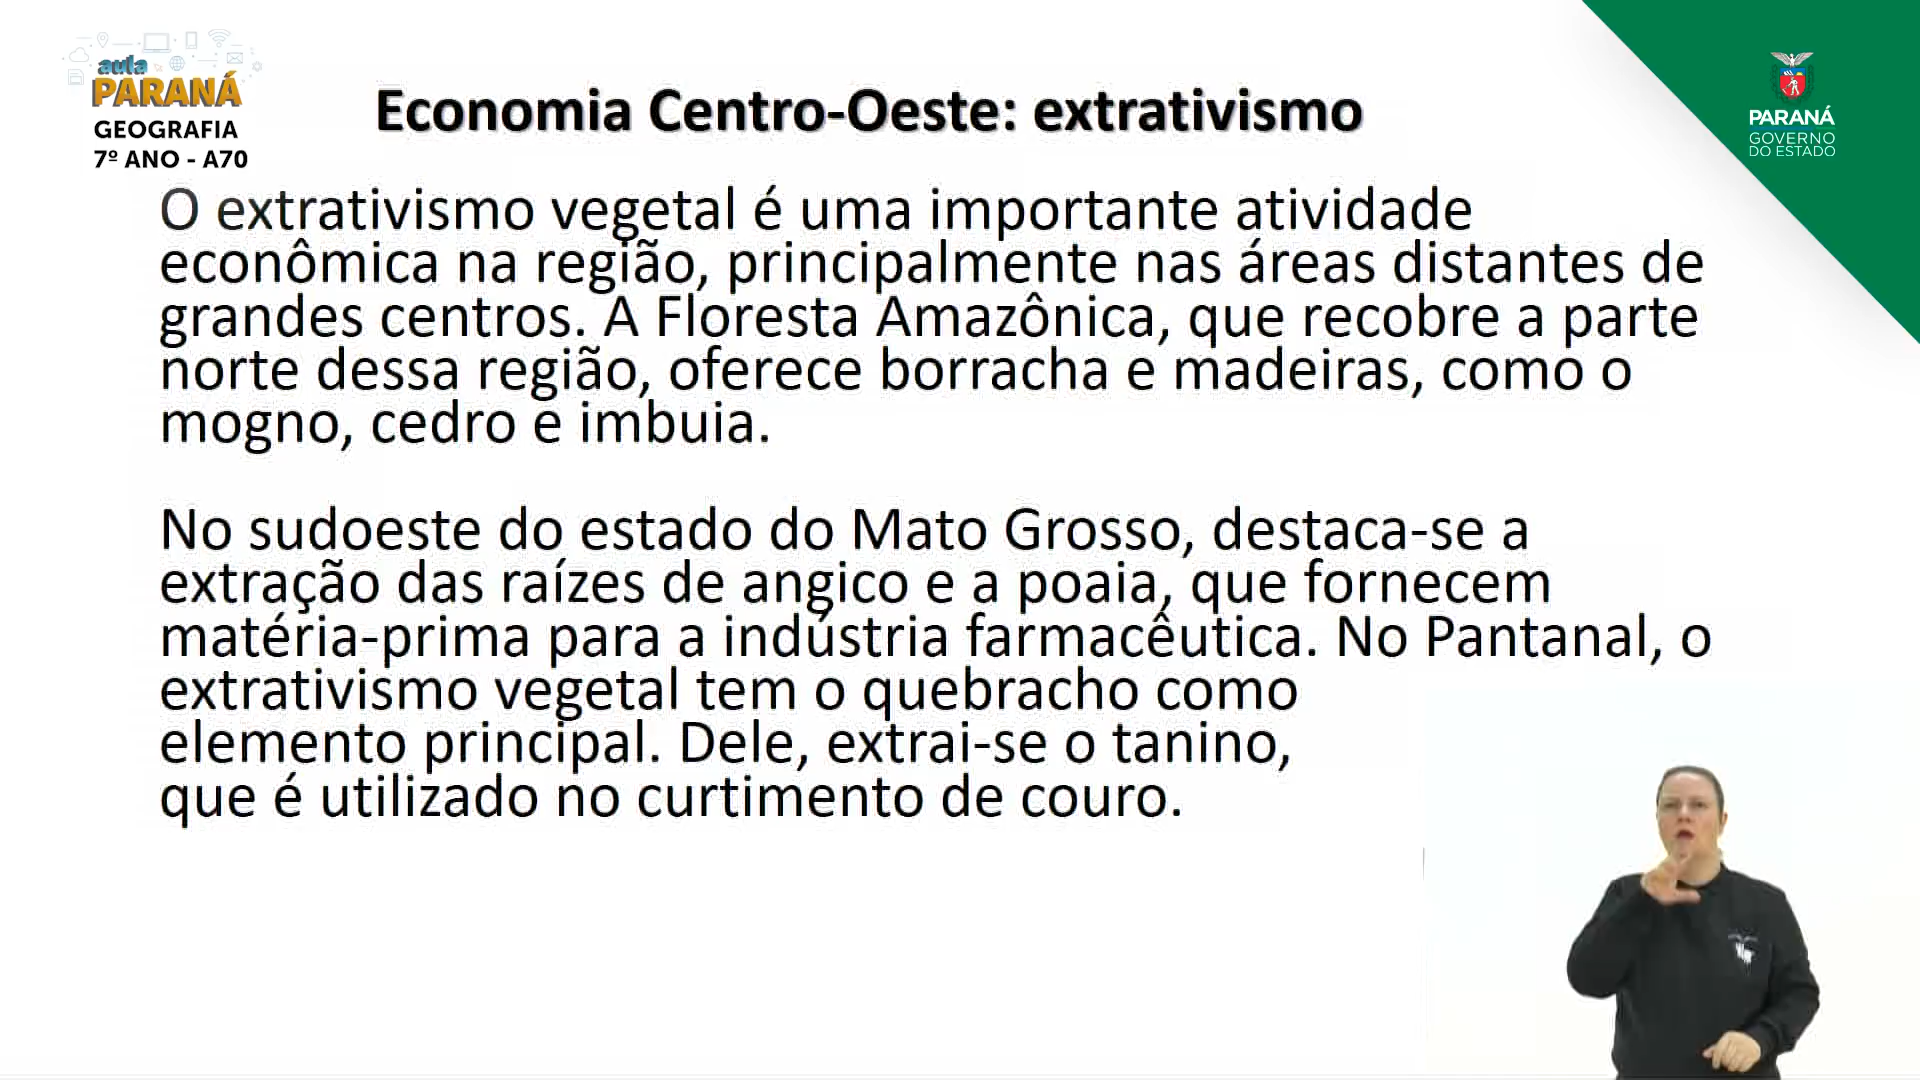 aula
PARANÁ
GEOGRAFIA
7º ANO - A70
Economia Centro-Oeste: extrativismo
PARANÁ
GOVERNO
DO ESTADO
O extrativismo vegetal é uma importante atividade
econômica na região, principalmente nas áreas distantes de
grandes centros. A Floresta Amazônica, que recobre a parte
norte dessa região, oferece borracha e madeiras, como o
mogno, cedro e imbuia.
No sudoeste do estado do Mato Grosso, destaca-se a
extração das raízes de angico e a poaia, que fornecem
matéria-prima para a indústria farmacêutica. No Pantanal, o
extrativismo vegetal tem o quebracho como
elemento principal. Dele, extrai-se o tanino,
que é utilizado no curtimento de couro.